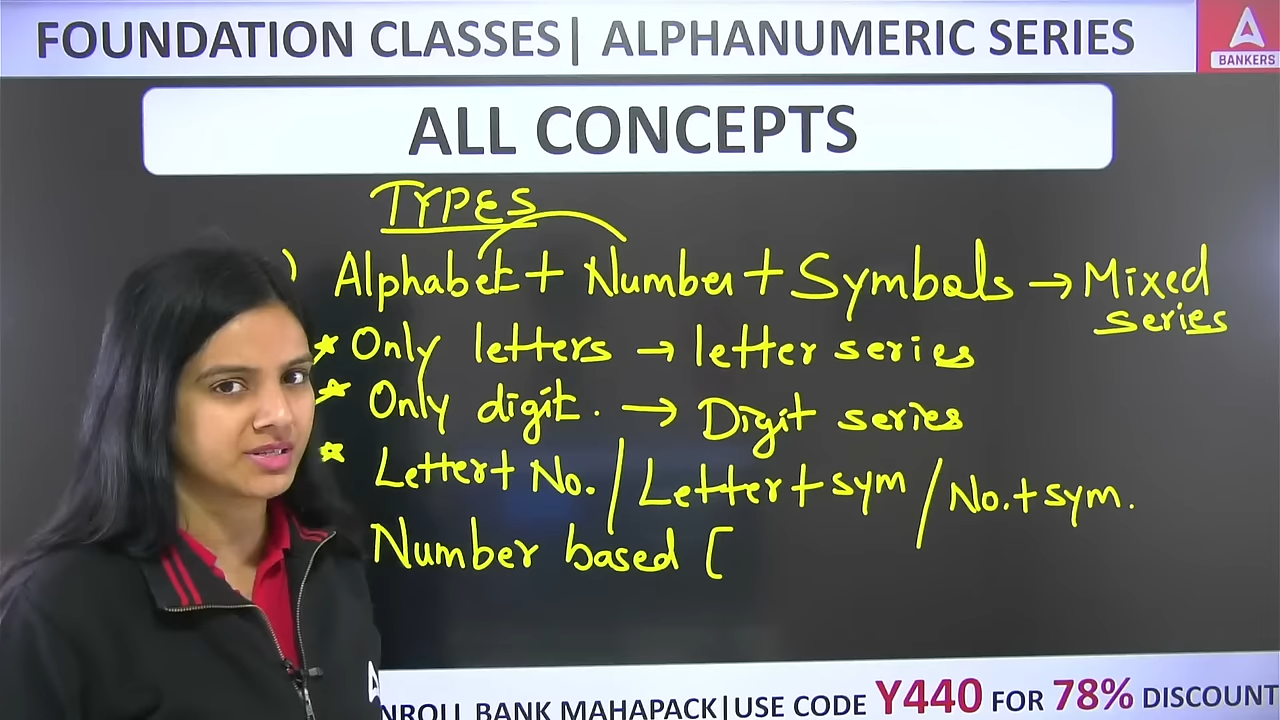 FOUNDATION CLASSES| ALPHANUMERIC SERIES
BANKERS
ALL CONCEPTS
TYPES
) Alphabet + Number + Symbols → Mixed series
* Only letters → letter series
* Only digit. → Digit series
* Letter + No. / Letter + sym / No. + sym.
Number based [
NROLL BANK MAHAPACK|USE CODE Y440 FOR 78% DISCOUNT